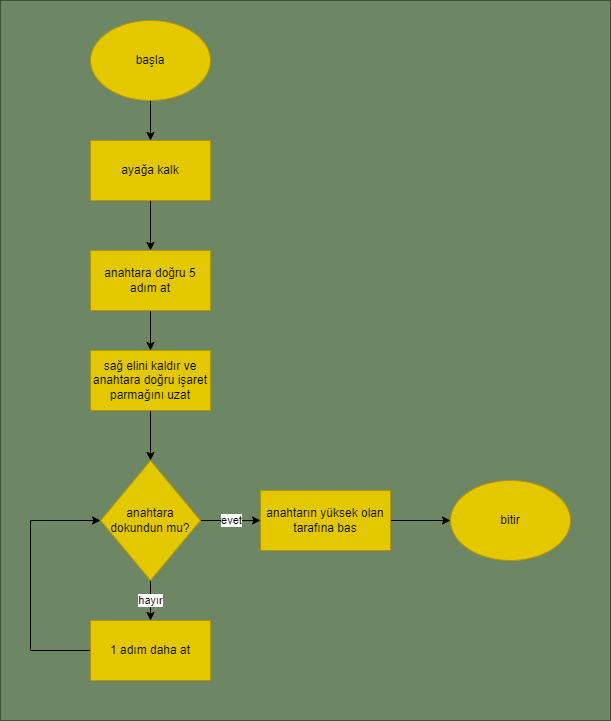 başla
ayağa kalk
anahtara doğru 5
adım at
sağ elini kaldır ve
anahtara doğru işaret
parmağını uzat
anahtara
dokundun mu?
evet
anahtarın yüksek olan
tarafına bas
bitir
hayır
1 adım daha at